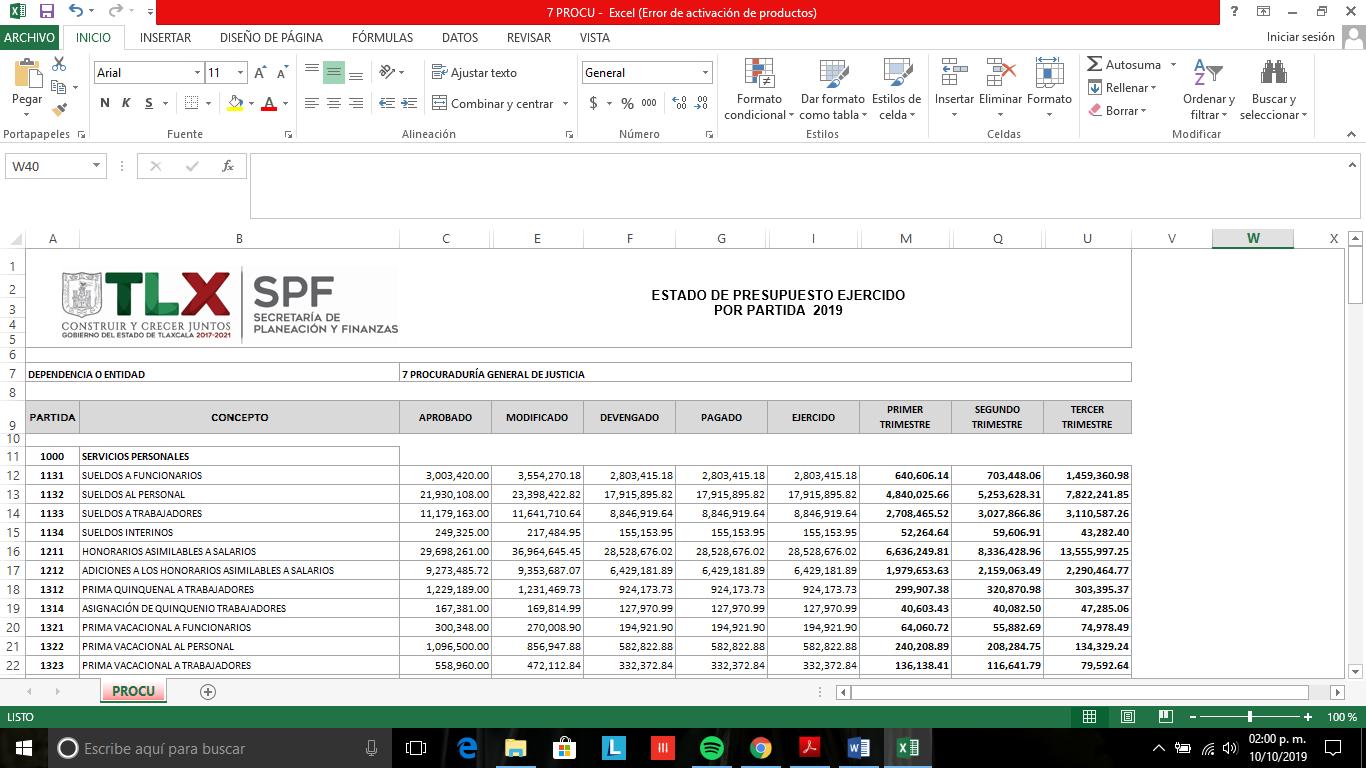 7 PROCU - Excel (Error de activación de productos)
?
ARCHIVO INICIO INSERTAR DISEÑO DE PÁGINA FÓRMULAS DATOS REVISAR VISTA Iniciar sesión
Arial 11 Ajustar texto General Autosuma
Pegar N K S A Combinar y centrar $ % 000 Formato condicional Dar formato como tabla Estilos de celda Insertar Eliminar Formato Rellenar Borrar Ordenar y filtrar Buscar y seleccionar
Portapapeles Fuente Alineación Número Estilos Celdas Modificar
W40 fx
A B C E F G I M Q U V W X
TLX SPF
SECRETARÍA DE
PLANEACIÓN Y FINANZAS
CONSTRUIR Y CRECER JUNTOS
GOBIERNO DEL ESTADO DE TLAXCALA 2017-2021
ESTADO DE PRESUPUESTO EJERCIDO
POR PARTIDA 2019
1
2
3
4
5
6
7 DEPENDENCIA O ENTIDAD 7 PROCURADURÍA GENERAL DE JUSTICIA
8
9 PARTIDA CONCEPTO APROBADO MODIFICADO DEVENGADO PAGADO EJERCIDO PRIMER TRIMESTRE SEGUNDO TRIMESTRE TERCER TRIMESTRE
10
11 1000 SERVICIOS PERSONALES
12 1131 SUELDOS A FUNCIONARIOS 3,003,420.00 3,554,270.18 2,803,415.18 2,803,415.18 2,803,415.18 640,606.14 703,448.06 1,459,360.98
13 1132 SUELDOS AL PERSONAL 21,930,108.00 23,398,422.82 17,915,895.82 17,915,895.82 17,915,895.82 4,840,025.66 5,253,628.31 7,822,241.85
14 1133 SUELDOS A TRABAJADORES 11,179,163.00 11,641,710.64 8,846,919.64 8,846,919.64 8,846,919.64 2,708,465.52 3,027,866.86 3,110,587.26
15 1134 SUELDOS INTERINOS 249,325.00 217,484.95 155,153.95 155,153.95 155,153.95 52,264.64 59,606.91 43,282.40
16 1211 HONORARIOS ASIMILABLES A SALARIOS 29,698,261.00 36,964,645.45 28,528,676.02 28,528,676.02 28,528,676.02 6,636,249.81 8,336,428.96 13,555,997.25
17 1212 ADICIONES A LOS HONORARIOS ASIMILABLES A SALARIOS 9,273,485.72 9,353,687.07 6,429,181.89 6,429,181.89 6,429,181.89 1,979,653.63 2,159,063.49 2,290,464.77
18 1312 PRIMA QUINQUENAL A TRABAJADORES 1,229,189.00 1,231,469.73 924,173.73 924,173.73 924,173.73 299,907.38 320,870.98 303,395.37
19 1314 ASIGNACIÓN DE QUINQUENIO TRABAJADORES 167,381.00 169,814.99 127,970.99 127,970.99 127,970.99 40,603.43 40,082.50 47,285.06
20 1321 PRIMA VACACIONAL A FUNCIONARIOS 300,348.00 270,008.90 194,921.90 194,921.90 194,921.90 64,060.72 55,882.69 74,978.49
21 1322 PRIMA VACACIONAL AL PERSONAL 1,096,500.00 856,947.88 582,822.88 582,822.88 582,822.88 240,208.89 208,284.75 134,329.24
22 1323 PRIMA VACACIONAL A TRABAJADORES 558,960.00 472,112.84 332,372.84 332,372.84 332,372.84 136,138.41 116,641.79 79,592.64
PROCU
LISTO 100 %
Escribe aquí para buscar 02:00 p. m.
10/10/2019